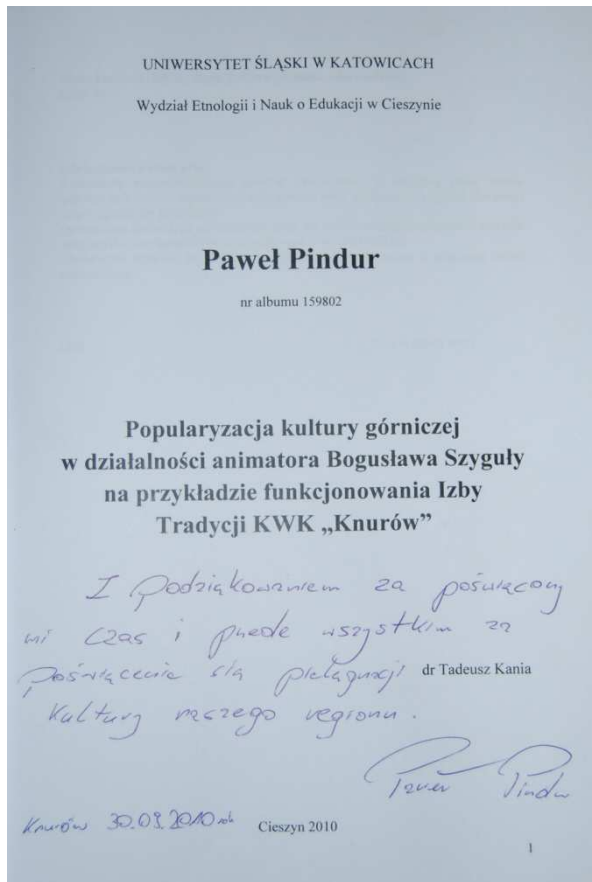 UNIWERSYTET ŚLĄSKI W KATOWICACH
Wydział Etnologii i Nauk o Edukacji w Cieszynie
Paweł Pindur
nr albumu 159802
Popularyzacja kultury górniczej
w działalności animatora Bogusława Szyguły
na przykładzie funkcjonowania Izby
Tradycji KWK „Knurów”
Z Podziękowaniem za poświęcony
mi czas i przede wszystkim za
poświęcenie się pielęgnacji
dr Tadeusz Kania
Kultury naszego regionu.
Paweł Pindur
Knurów 30.09.2010 rok
Cieszyn 2010
1